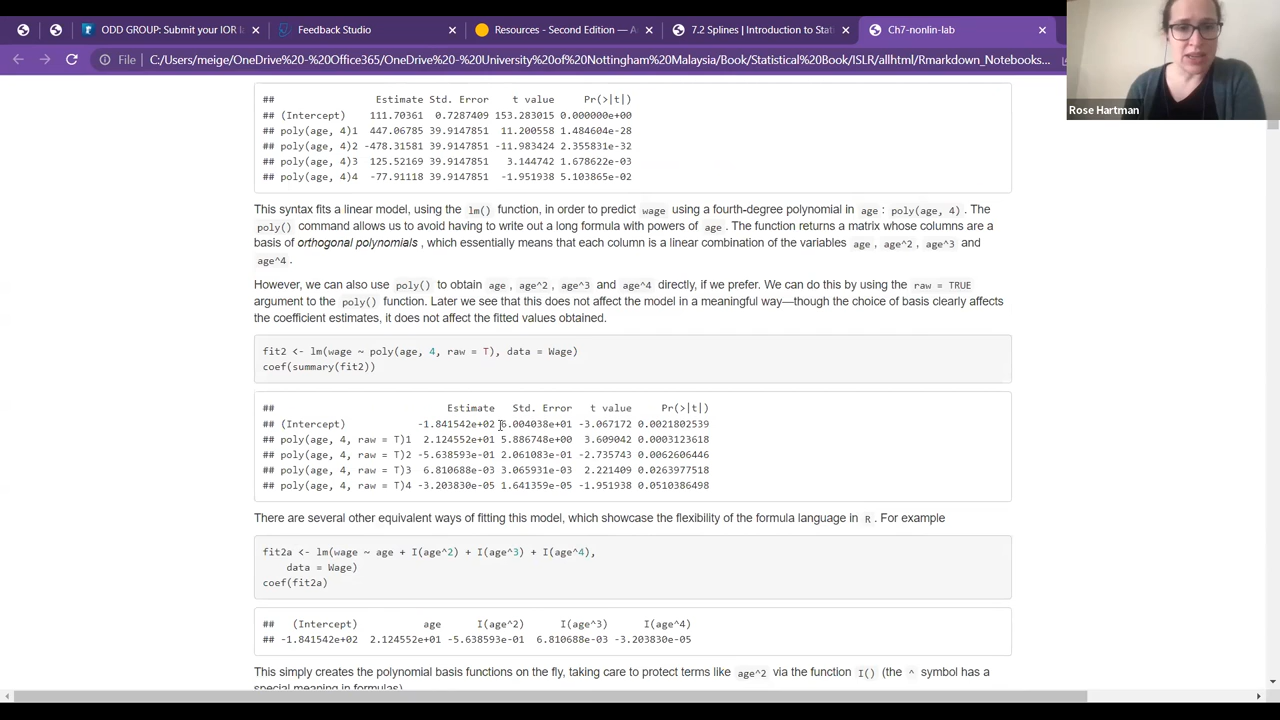 ODD GROUP: Submit your IOR l
Feedback Studio
Resources - Second Edition — A
7.2 Splines | Introduction to Stat
Ch7-nonlin-lab
File
C:/Users/meige/OneDrive%20-%20Office365/OneDrive%20-%20University%20of%20Nottingham%20Malaysia/Book/Statistical%20Book/ISLR/allhtml/Rmarkdown_Notebooks...
Rose Hartman
## Estimate Std. Error t value Pr(>|t|)
## (Intercept) 111.70361 0.7287409 153.283015 0.000000e+00
## poly(age, 4)1 447.06785 39.9147851 11.200558 1.484604e-28
## poly(age, 4)2 -478.31581 39.9147851 -11.983424 2.355831e-32
## poly(age, 4)3 125.52169 39.9147851 3.144742 1.678622e-03
## poly(age, 4)4 -77.91118 39.9147851 -1.951938 5.103865e-02
This syntax fits a linear model, using the lm() function, in order to predict wage using a fourth-degree polynomial in age : poly(age, 4) . The
poly() command allows us to avoid having to write out a long formula with powers of age . The function returns a matrix whose columns are a
basis of orthogonal polynomials , which essentially means that each column is a linear combination of the variables age , age^2 , age^3 and
age^4 .
However, we can also use poly() to obtain age , age^2 , age^3 and age^4 directly, if we prefer. We can do this by using the raw = TRUE
argument to the poly() function. Later we see that this does not affect the model in a meaningful way—though the choice of basis clearly affects
the coefficient estimates, it does not affect the fitted values obtained.
fit2 <- lm(wage ~ poly(age, 4, raw = T), data = Wage)
coef(summary(fit2))
## Estimate Std. Error t value Pr(>|t|)
## (Intercept) -1.841542e+02 6.004038e+01 -3.067172 0.0021802539
## poly(age, 4, raw = T)1 2.124552e+01 5.886748e+00 3.609042 0.0003123618
## poly(age, 4, raw = T)2 -5.638593e-01 2.061083e-01 -2.735743 0.0062606446
## poly(age, 4, raw = T)3 6.810688e-03 3.065931e-03 2.221409 0.0263977518
## poly(age, 4, raw = T)4 -3.203830e-05 1.641359e-05 -1.951938 0.0510386498
There are several other equivalent ways of fitting this model, which showcase the flexibility of the formula language in R . For example
fit2a <- lm(wage ~ age + I(age^2) + I(age^3) + I(age^4),
data = Wage)
coef(fit2a)
## (Intercept) age I(age^2) I(age^3) I(age^4)
## -1.841542e+02 2.124552e+01 -5.638593e-01 6.810688e-03 -3.203830e-05
This simply creates the polynomial basis functions on the fly, taking care to protect terms like age^2 via the function I() (the ^ symbol has a
special meaning in formulas)